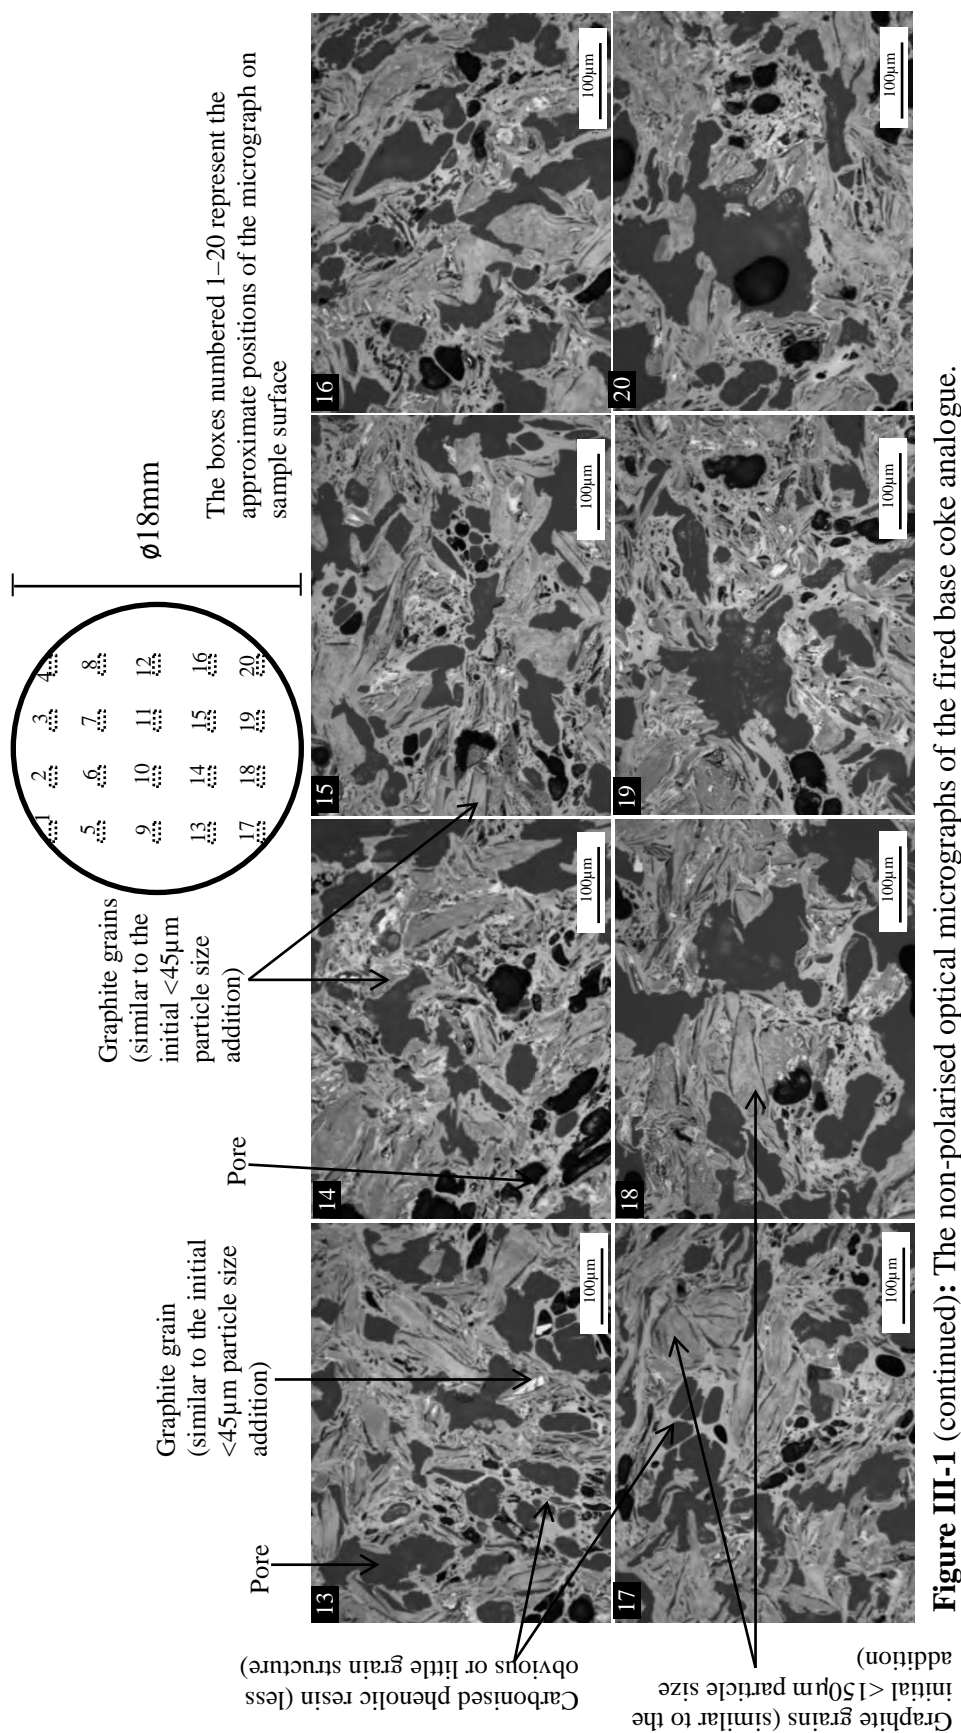 ø18mm
The boxes numbered 1–20 represent the
approximate positions of the micrograph on
sample surface
1 2 3 4
5 6 7 8
9 10 11 12
13 14 15 16
17 18 19 20
Graphite grain
(similar to the initial
<45µm particle size
addition)
Graphite grains
(similar to the
initial <45µm
particle size
addition)
Pore
Pore
Carbonised phenolic resin (less
obvious or little grain structure)
Graphite grains (similar to the
initial <150µm particle size
addition)
13
100µm
14
100µm
15
100µm
16
100µm
17
100µm
18
100µm
19
100µm
20
100µm
Figure III-1 (continued): The non-polarised optical micrographs of the fired base coke analogue.